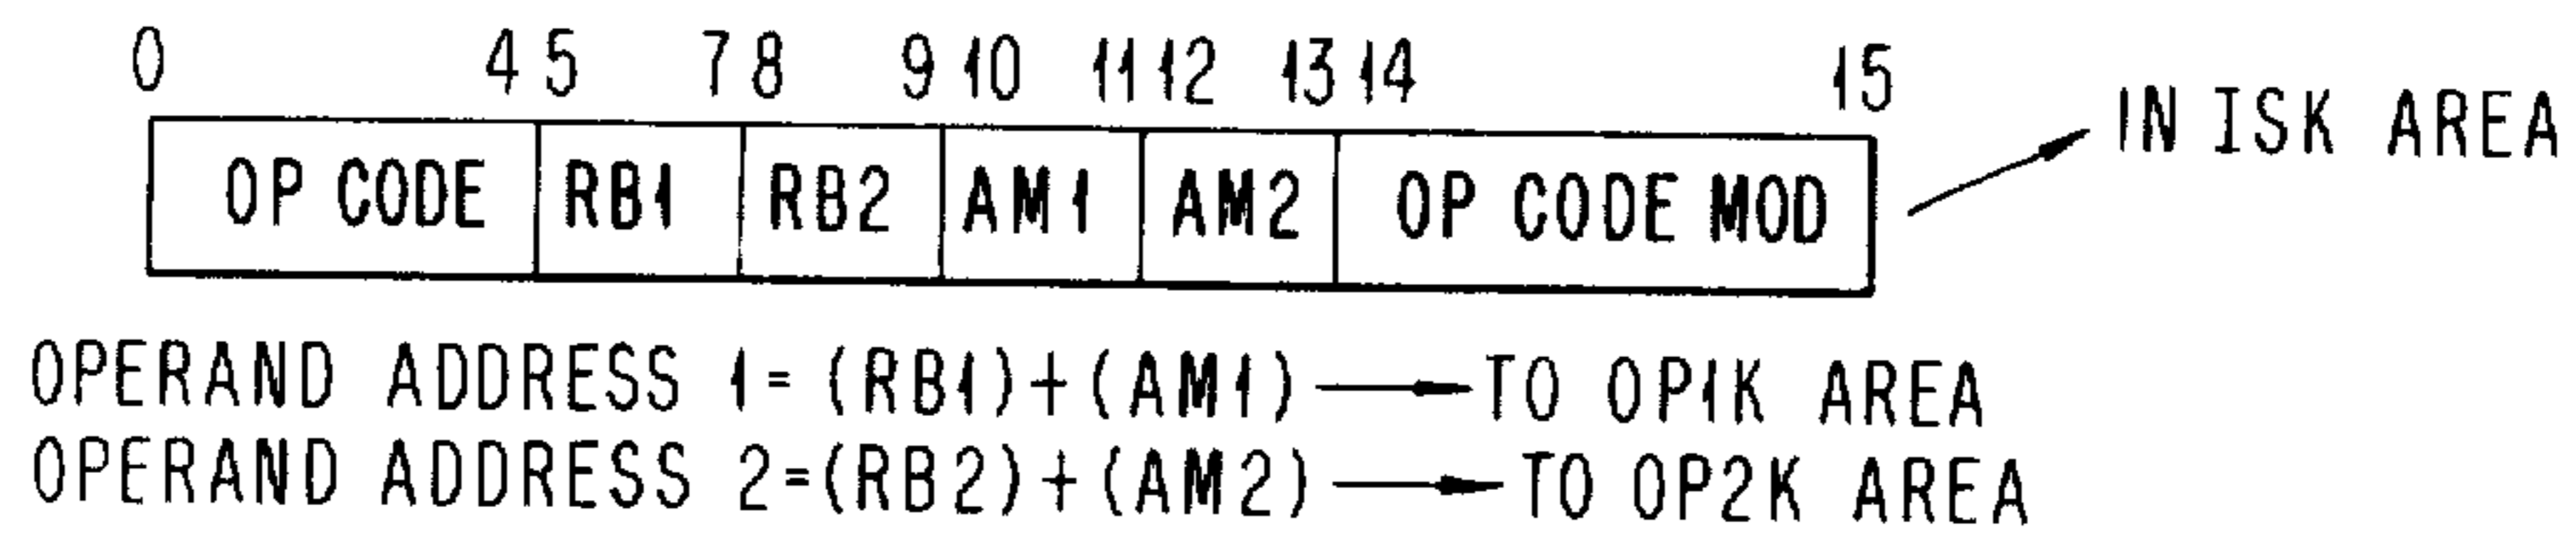 0 4 5 7 8 9 10 11 12 13 14 15
IN ISK AREA
OP CODE RB1 RB2 AM1 AM2 OP CODE MOD
OPERAND ADDRESS 1=(RB1)+(AM1)→TO OP1K AREA
OPERAND ADDRESS 2=(RB2)+(AM2)→TO OP2K AREA